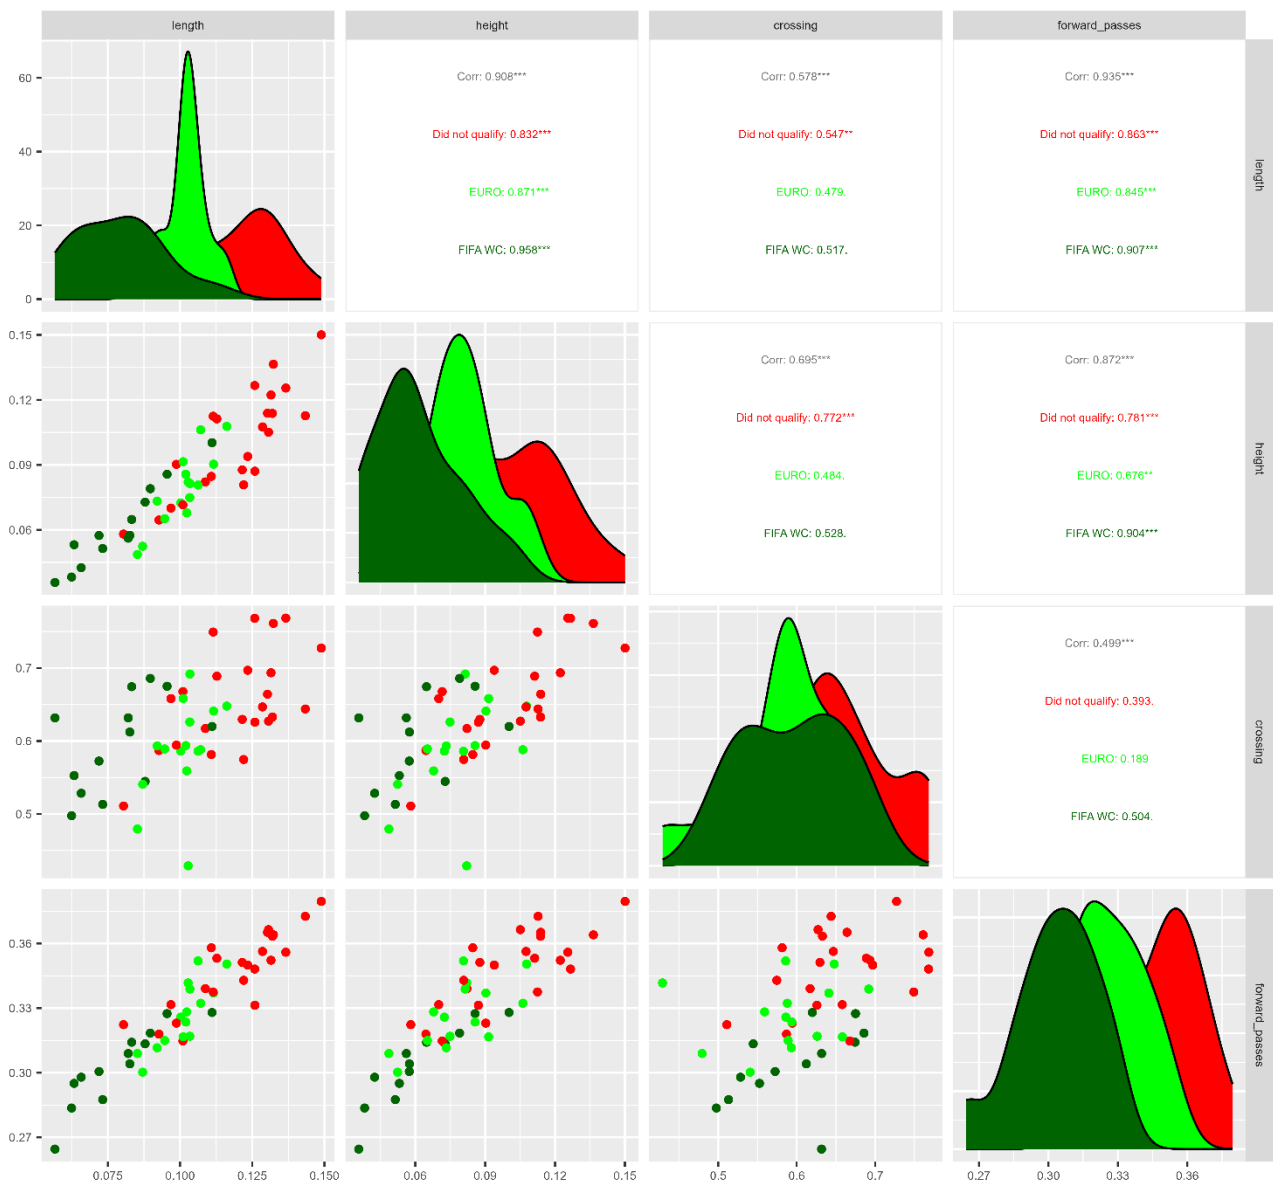 length
height
crossing
forward_passes
60
40
20
0
Corr: 0.908***
Did not qualify: 0.832***
EURO: 0.871***
FIFA WC: 0.958***
Corr: 0.578***
Did not qualify: 0.547**
EURO: 0.479.
FIFA WC: 0.517.
Corr: 0.935***
Did not qualify: 0.863***
EURO: 0.845***
FIFA WC: 0.907***
length
0.15
0.12
0.09
0.06
Corr: 0.695***
Did not qualify: 0.772***
EURO: 0.484.
FIFA WC: 0.528.
Corr: 0.872***
Did not qualify: 0.781***
EURO: 0.676**
FIFA WC: 0.904***
height
0.7
0.6
0.5
Corr: 0.499***
Did not qualify: 0.393.
EURO: 0.189
FIFA WC: 0.504.
crossing
0.36
0.33
0.30
0.27
forward_passes
0.075
0.100
0.125
0.150
0.06
0.09
0.12
0.15
0.5
0.6
0.7
0.27
0.30
0.33
0.36